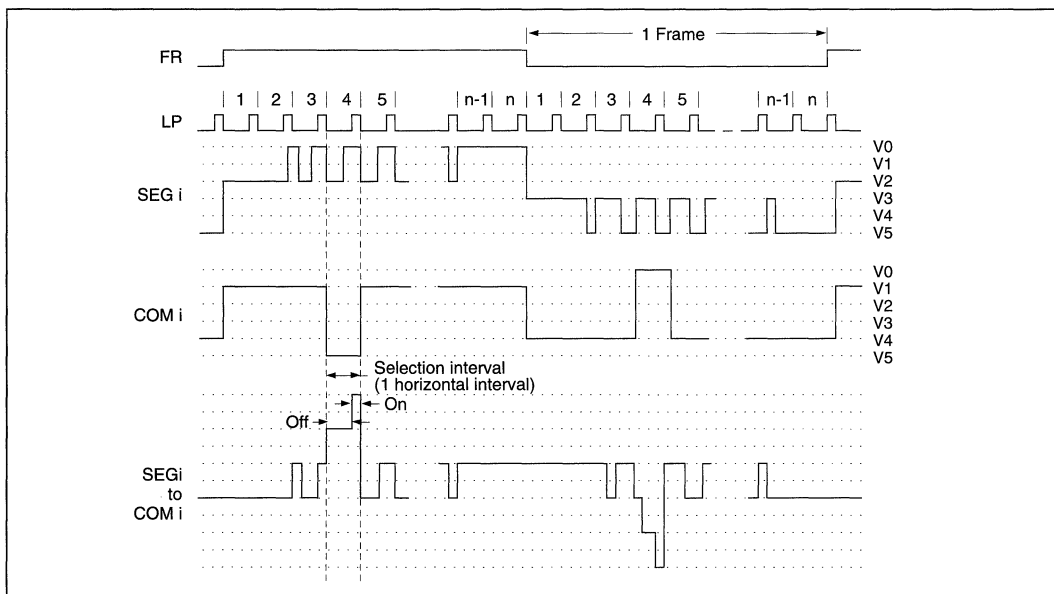 1 Frame
FR
1 2 3 4 5 n-1 n 1 2 3 4 5 n-1 n
LP
V0
V1
V2
SEG i
V3
V4
V5
V0
V1
V2
COM i
V3
V4
V5
Selection interval
(1 horizontal interval)
On
Off
SEGi
to
COM i